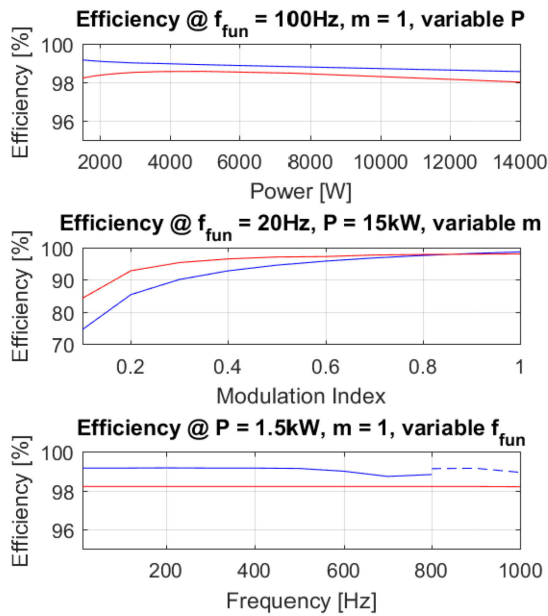 Efficiency @ f_fun = 100Hz, m = 1, variable P
Efficiency [%]
100
98
96
2000 4000 6000 8000 10000 12000 14000
Power [W]
Efficiency @ f_fun = 20Hz, P = 15kW, variable m
Efficiency [%]
100
90
80
70
0.2 0.4 0.6 0.8 1
Modulation Index
Efficiency @ P = 1.5kW, m = 1, variable f_fun
Efficiency [%]
100
98
96
200 400 600 800 1000
Frequency [Hz]